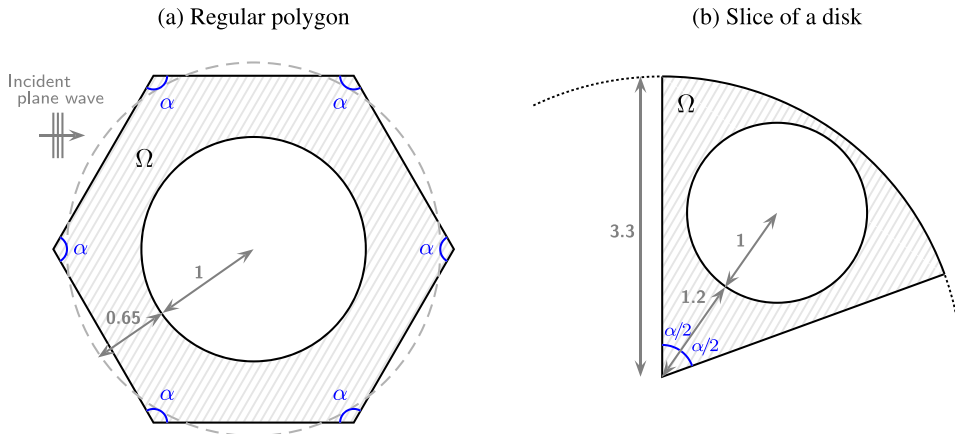 (a) Regular polygon
(b) Slice of a disk
Incident
plane wave
α
α
Ω
α
α
1
0.65
α
α
Ω
3.3
1
1.2
α/2
α/2